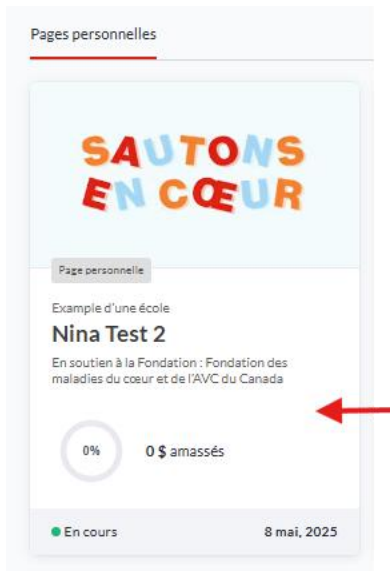 Pages personnelles
SAUTONS
EN CŒUR
Page personnelle
Example d'une école
Nina Test 2
En soutien à la Fondation : Fondation des
maladies du cœur et de l'AVC du Canada
0%
0 $ amassés
En cours
8 mai, 2025